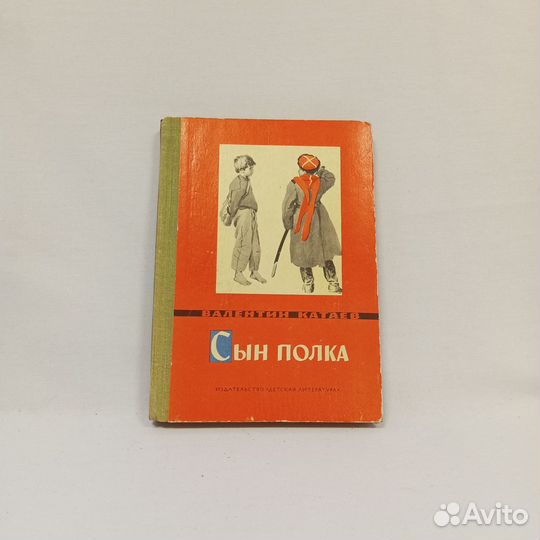 ВАЛЕНТИН КАТАЕВ
СЫН ПОЛКА
ИЗДАТЕЛЬСТВО «ДЕТСКАЯ ЛИТЕРАТУРА»
Avito